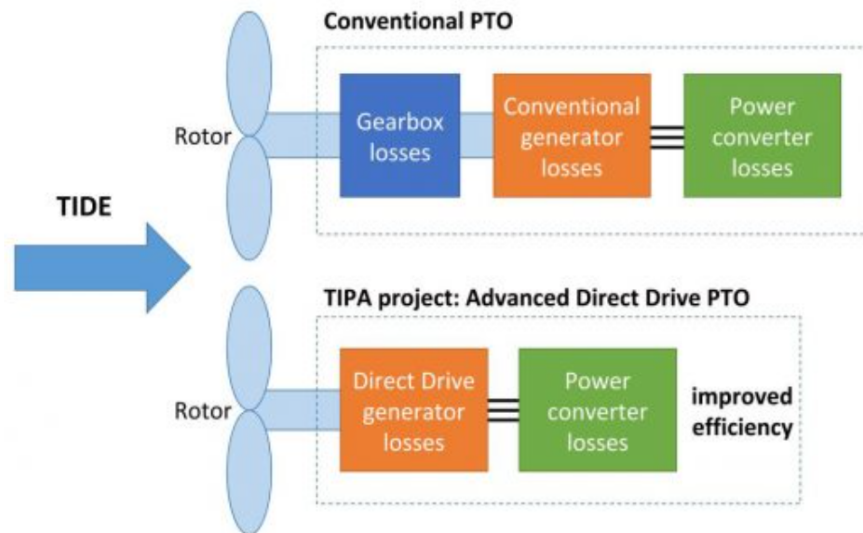 Conventional PTO
Rotor
Gearbox
losses
Conventional
generator
losses
Power
converter
losses
TIDE
TIPA project: Advanced Direct Drive PTO
Rotor
Direct Drive
generator
losses
Power
converter
losses
improved
efficiency